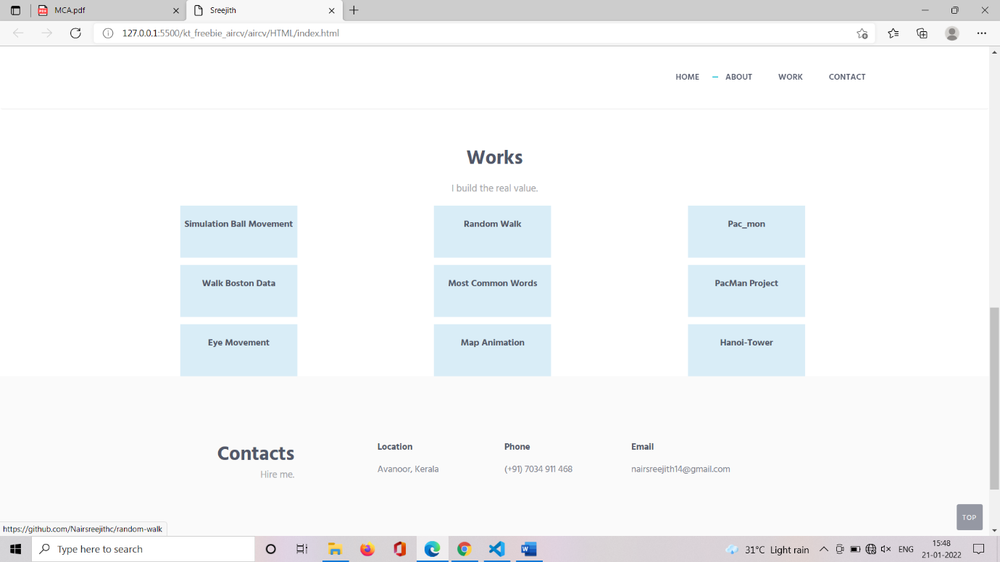 MCA.pdf
Sreejith
127.0.0.1:5500/kt_freebie_aircv/aircv/HTML/index.html
HOME ABOUT WORK CONTACT
Works
I build the real value.
Simulation Ball Movement Random Walk Pac_mon
Walk Boston Data Most Common Words PacMan Project
Eye Movement Map Animation Hanoi-Tower
Contacts
Hire me.
Location Phone Email
Avanoor, Kerala (+91) 7034 911 468 nairsreejith14@gmail.com
TOP
https://github.com/Nairsreejithc/random-walk
Type here to search
31°C Light rain
ENG
15:48
21-01-2022